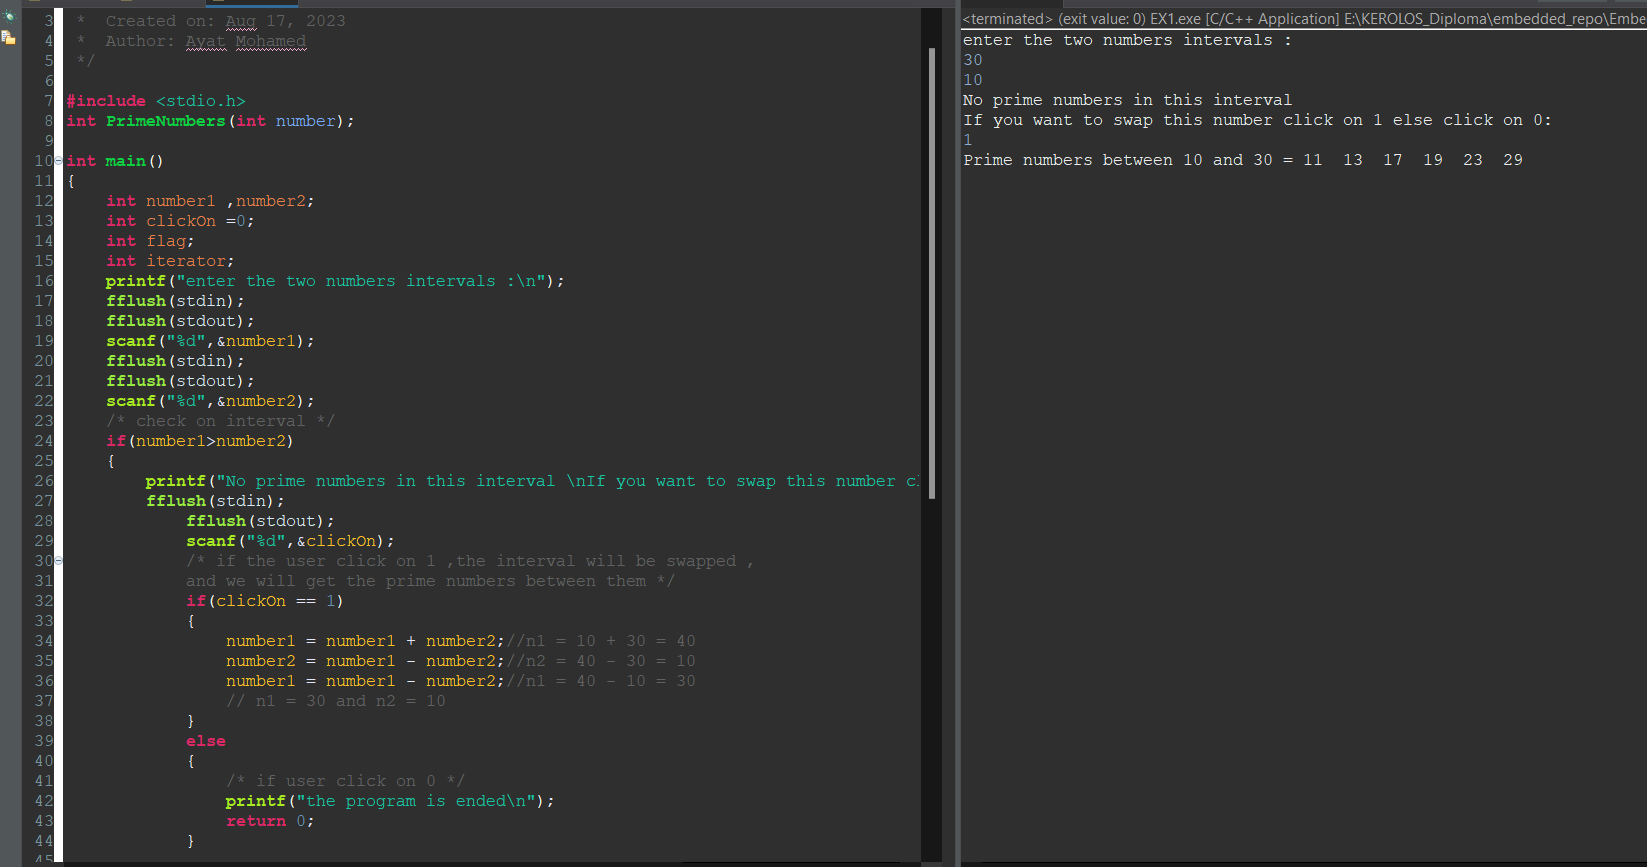 3 * Created on: Aug 17, 2023
4 * Author: Ayat Mohamed
5 */
6
7 #include <stdio.h>
8 int PrimeNumbers(int number);
9
10 int main()
11 {
12 int number1 ,number2;
13 int clickOn =0;
14 int flag;
15 int iterator;
16 printf("enter the two numbers intervals :\n");
17 fflush(stdin);
18 fflush(stdout);
19 scanf("%d",&number1);
20 fflush(stdin);
21 fflush(stdout);
22 scanf("%d",&number2);
23 /* check on interval */
24 if(number1>number2)
25 {
26 printf("No prime numbers in this interval \nIf you want to swap this number
27 fflush(stdin);
28 fflush(stdout);
29 scanf("%d",&clickOn);
30 /* if the user click on 1 ,the interval will be swapped ,
31 and we will get the prime numbers between them */
32 if(clickOn == 1)
33 {
34 number1 = number1 + number2;//n1 = 10 + 30 = 40
35 number2 = number1 - number2;//n2 = 40 - 30 = 10
36 number1 = number1 - number2;//n1 = 40 - 10 = 30
37 // n1 = 30 and n2 = 10
38 }
39 else
40 {
41 /* if user click on 0 */
42 printf("the program is ended\n");
43 return 0;
44 }
45
<terminated> (exit value: 0) EX1.exe [C/C++ Application] E:\KEROLOS_Diploma\embedded_repo\Embe
enter the two numbers intervals :
30
10
No prime numbers in this interval
If you want to swap this number click on 1 else click on 0:
1
Prime numbers between 10 and 30 = 11 13 17 19 23 29